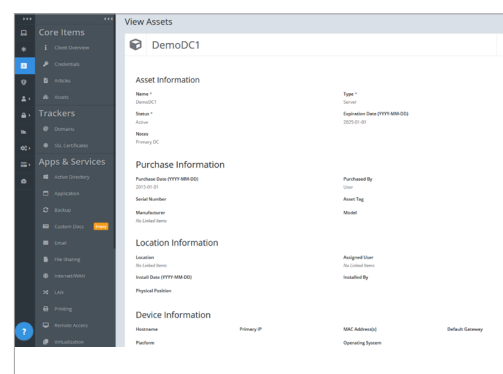 View Assets
Core Items
Client Overview
Credentials
Articles
Assets
Trackers
Domains
SSL Certificates
Apps & Services
Active Directory
Application
Backup
Custom Docs
Email
File Sharing
Internet/WAN
LAN
Printing
Remote Access
Virtualization
?
DemoDC1
Asset Information
Name *
Type *
DemoDC1
Server
Status *
Expiration Date (YYYY-MM-DD)
Active
2025-01-01
Notes
Primary DC
Purchase Information
Purchase Date (YYYY-MM-DD)
Purchased By
2015-01-01
User
Serial Number
Asset Tag
Manufacturer
Model
No Linked Items
Location Information
Location
Assigned User
No Linked Items
No Linked Items
Install Date (YYYY-MM-DD)
Installed By
Physical Position
Device Information
Hostname
Primary IP
MAC Address(s)
Default Gateway
Platform
Operating System